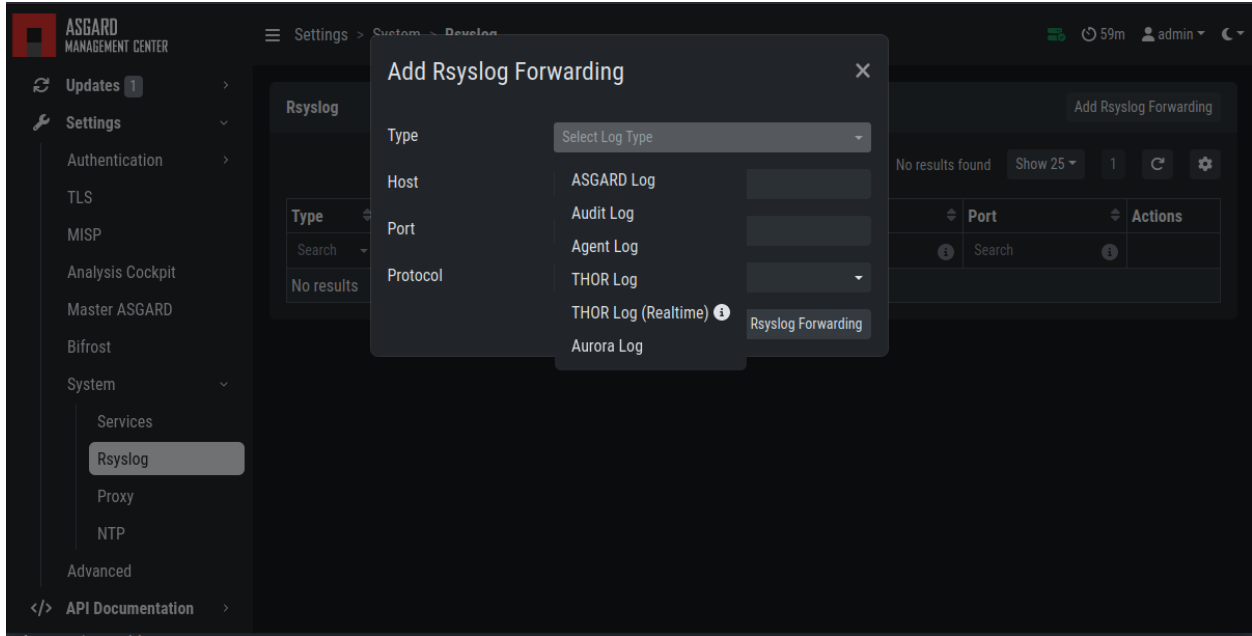 ASGARD
MANAGEMENT CENTER
Settings > System > Rsyslog
59m
admin
Updates 1
Settings
Authentication
TLS
MISP
Analysis Cockpit
Master ASGARD
Bifrost
System
Services
Rsyslog
Proxy
NTP
Advanced
API Documentation
Rsyslog
Add Rsyslog Forwarding
No results found
Show 25
1
Type
Port
Actions
Search
Search
No results
Add Rsyslog Forwarding
Type
Select Log Type
Host
Port
Protocol
ASGARD Log
Audit Log
Agent Log
THOR Log
THOR Log (Realtime)
Aurora Log
Rsyslog Forwarding